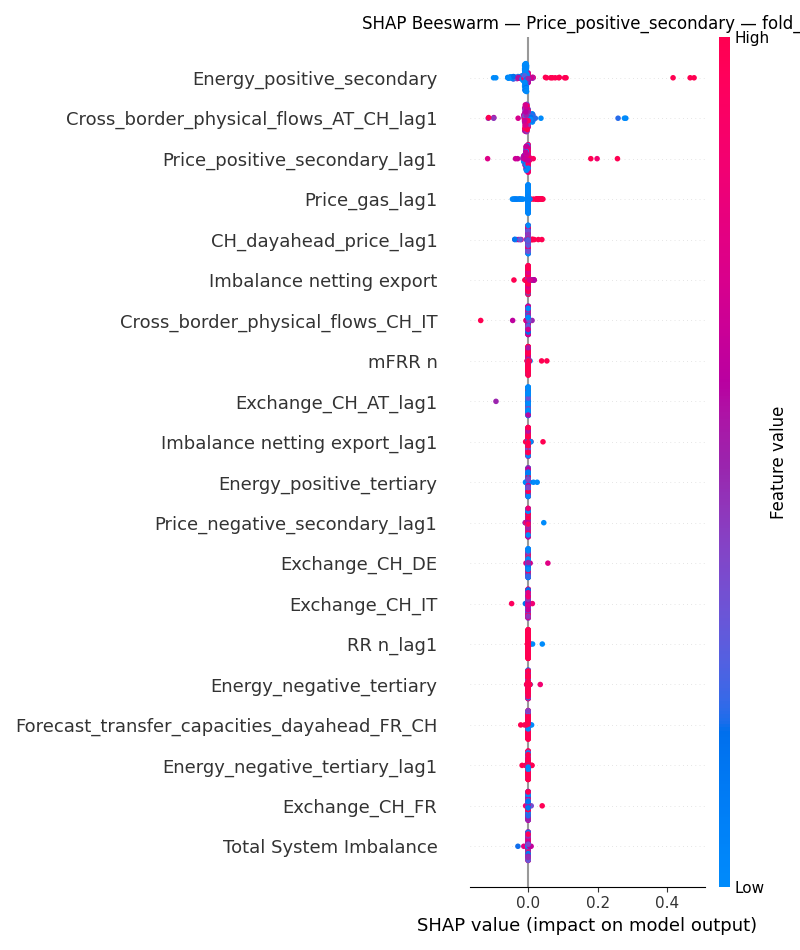 SHAP Beeswarm — Price_positive_secondary — fold_
High
Energy_positive_secondary
Cross_border_physical_flows_AT_CH_lag1
Price_positive_secondary_lag1
Price_gas_lag1
CH_dayahead_price_lag1
Imbalance netting export
Cross_border_physical_flows_CH_IT
mFRR n
Exchange_CH_AT_lag1
Imbalance netting export_lag1
Energy_positive_tertiary
Price_negative_secondary_lag1
Exchange_CH_DE
Exchange_CH_IT
RR n_lag1
Energy_negative_tertiary
Forecast_transfer_capacities_dayahead_FR_CH
Energy_negative_tertiary_lag1
Exchange_CH_FR
Total System Imbalance
Feature value
Low
0.0 0.2 0.4
SHAP value (impact on model output)